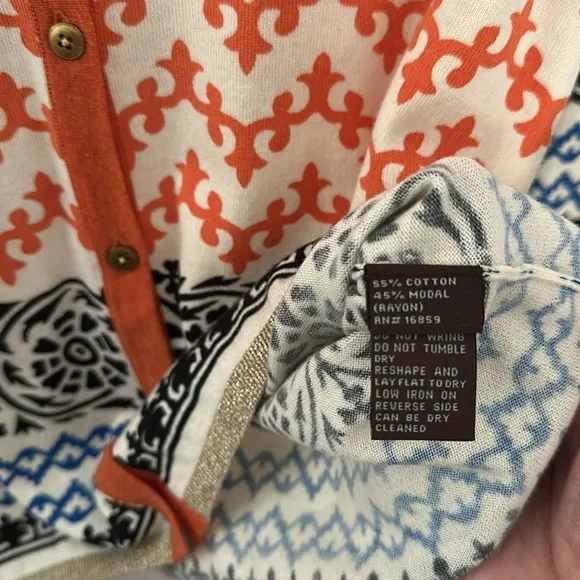 55% COTTON
45% MODAL
(RAYON)
RN# 16859
DO NOT WRING
DO NOT TUMBLE
DRY
RESHAPE AND
LAY FLAT TO DRY
LOW IRON ON
REVERSE SIDE
CAN BE DRY
CLEANED